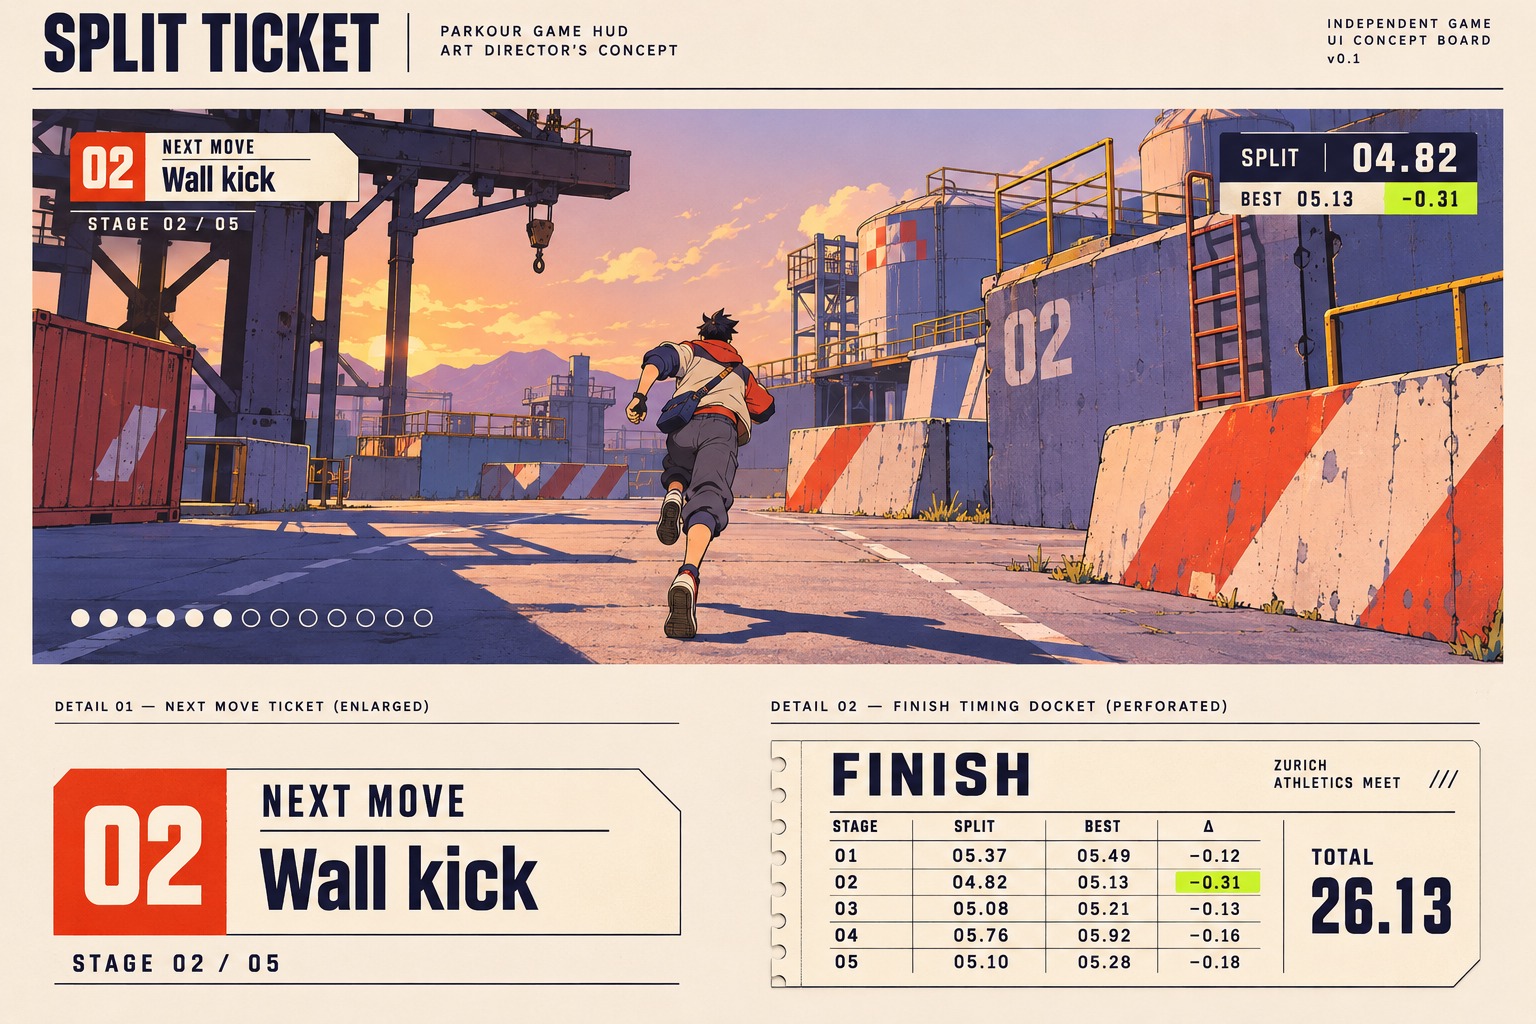 SPLIT TICKET
PARKOUR GAME HUD
ART DIRECTOR'S CONCEPT
INDEPENDENT GAME
UI CONCEPT BOARD
v0.1
02
NEXT MOVE
Wall kick
STAGE 02 / 05
SPLIT 04.82
BEST 05.13 -0.31
02
DETAIL 01 — NEXT MOVE TICKET (ENLARGED)
02
NEXT MOVE
Wall kick
STAGE 02 / 05
DETAIL 02 — FINISH TIMING DOCKET (PERFORATED)
FINISH
ZURICH
ATHLETICS MEET ///
STAGE SPLIT BEST Δ
01 05.37 05.49 -0.12
02 04.82 05.13 -0.31
03 05.08 05.21 -0.13
04 05.76 05.92 -0.16
05 05.10 05.28 -0.18
TOTAL
26.13